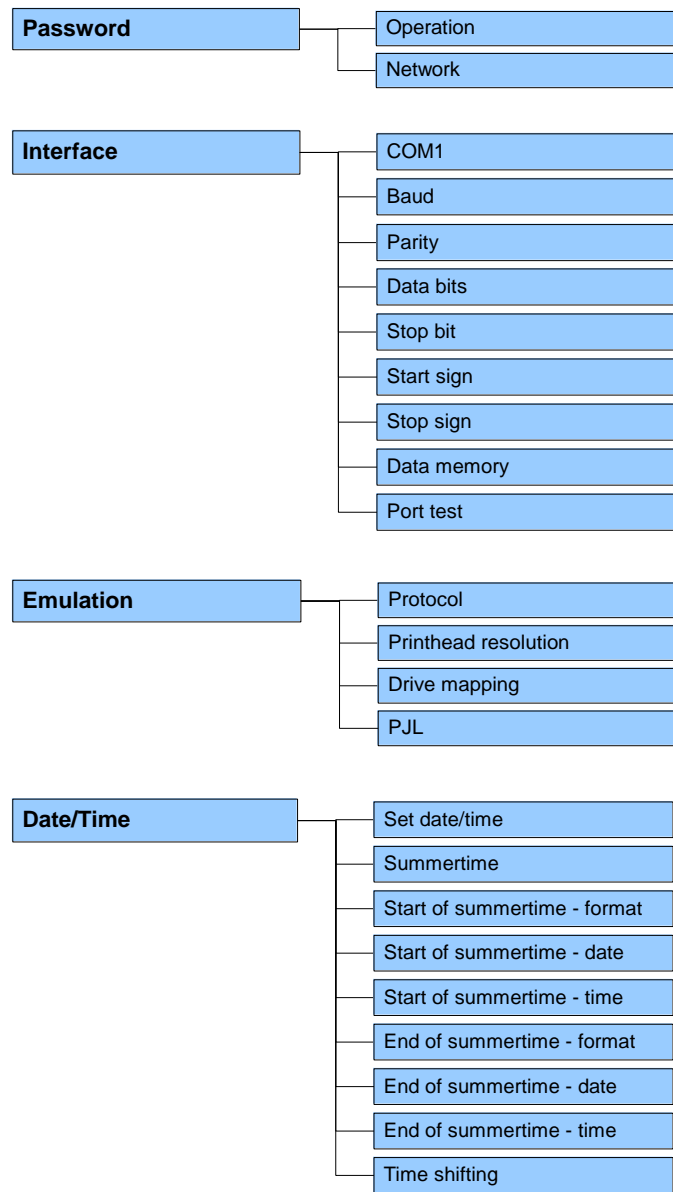 Password
Operation
Network
Interface
COM1
Baud
Parity
Data bits
Stop bit
Start sign
Stop sign
Data memory
Port test
Emulation
Protocol
Printhead resolution
Drive mapping
PJL
Date/Time
Set date/time
Summertime
Start of summertime - format
Start of summertime - date
Start of summertime - time
End of summertime - format
End of summertime - date
End of summertime - time
Time shifting